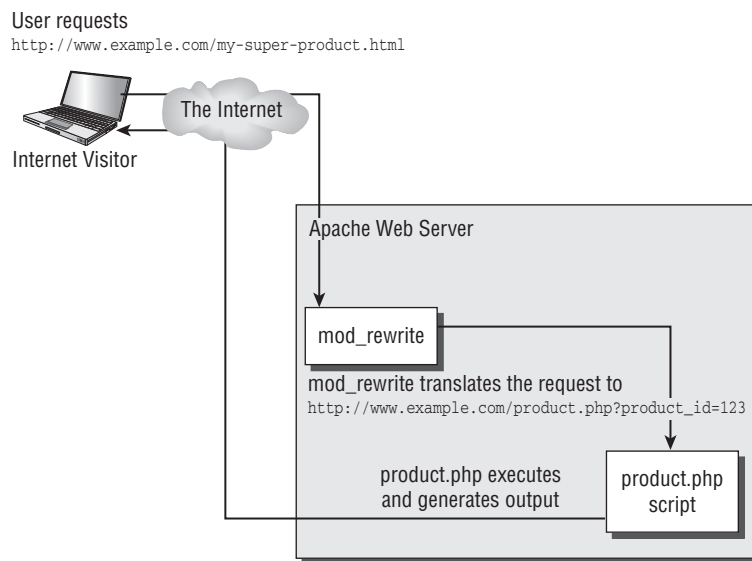 User requests
http://www.example.com/my-super-product.html
The Internet
Internet Visitor
Apache Web Server
mod_rewrite
mod_rewrite translates the request to
http://www.example.com/product.php?product_id=123
product.php executes
and generates output
product.php
script